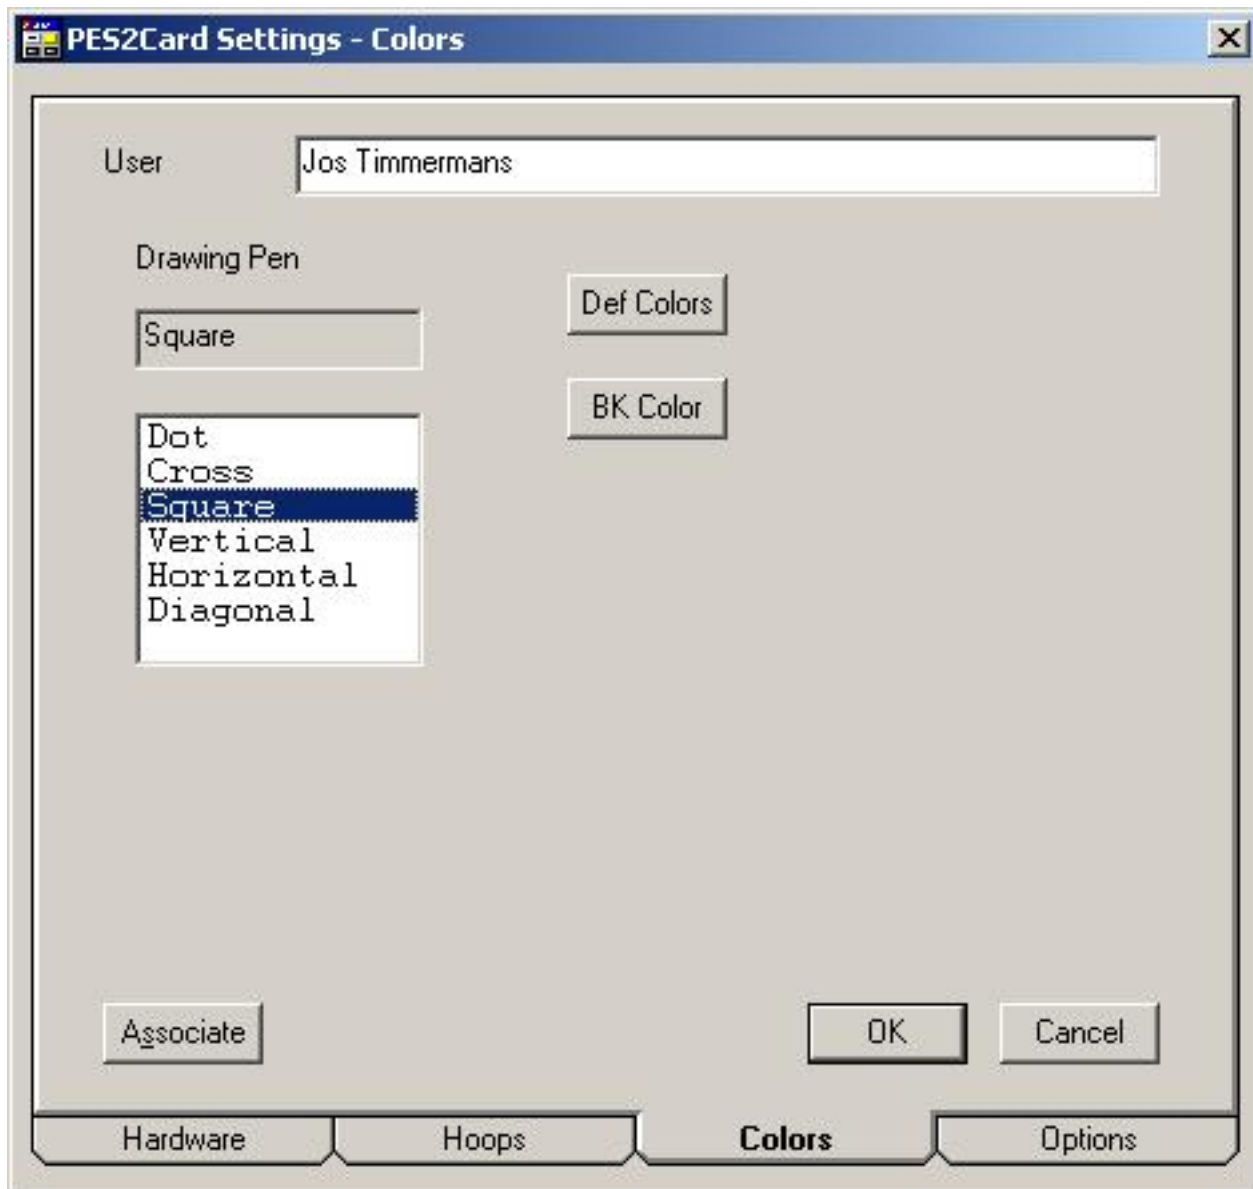 PES2Card Settings - Colors
User
Jos Timmermans
Drawing Pen
Def Colors
Square
BK Color
Dot
Cross
Square
Vertical
Horizontal
Diagonal
Associate
OK
Cancel
Hardware
Hoops
Colors
Options